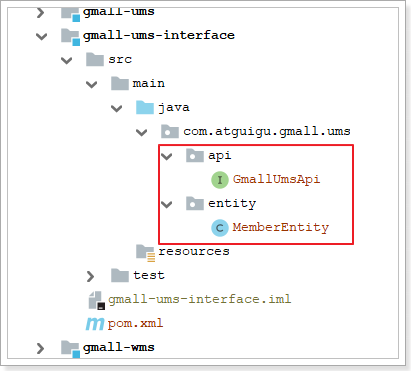 gmall-ums
gmall-ums-interface
src
main
java
com.atguigu.gmall.ums
api
I GmallUmsApi
entity
C MemberEntity
resources
test
gmall-ums-interface.iml
m pom.xml
gmall-wms